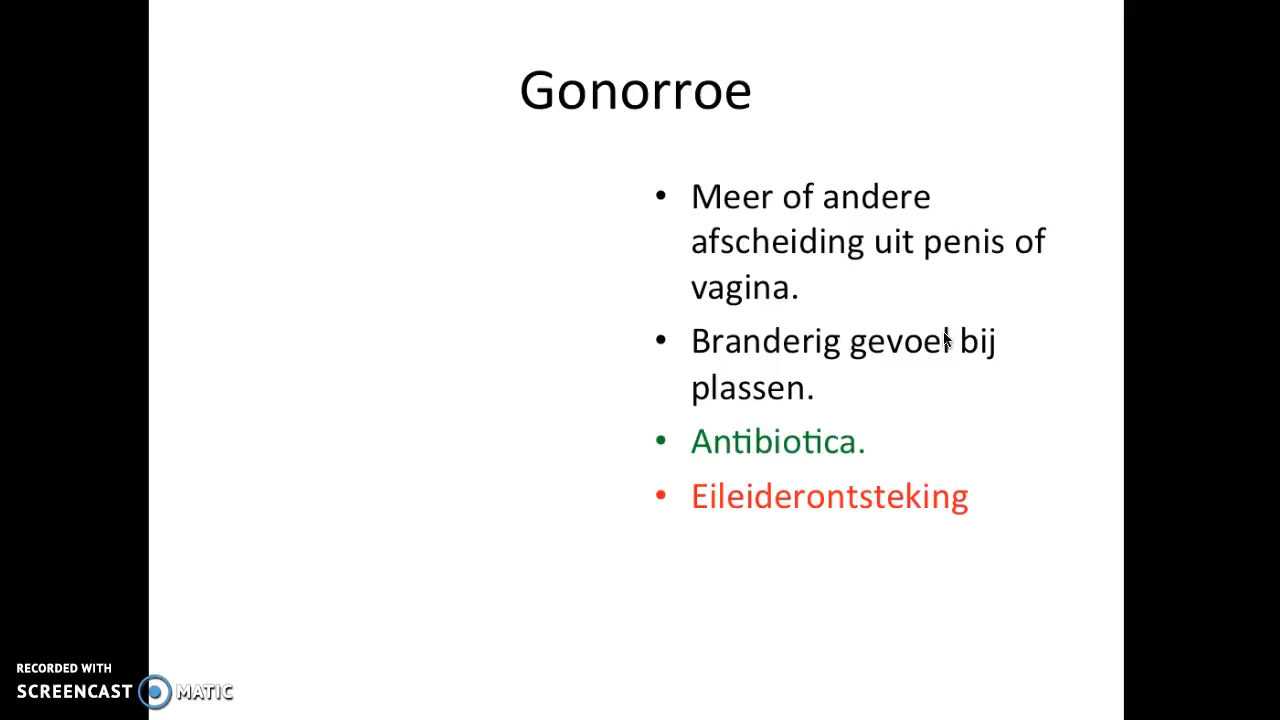 Gonorroe
• Meer of andere
afscheiding uit penis of
vagina.
• Branderig gevoel bij
plassen.
• Antibiotica.
• Eileiderontsteking
RECORDED WITH
SCREENCAST MATIC